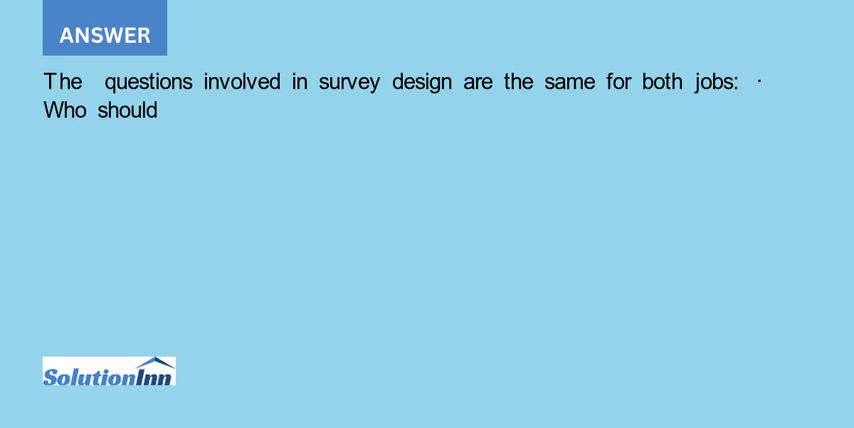 ANSWER
The questions involved in survey design are the same for both jobs: ·
Who should
SolutionInn